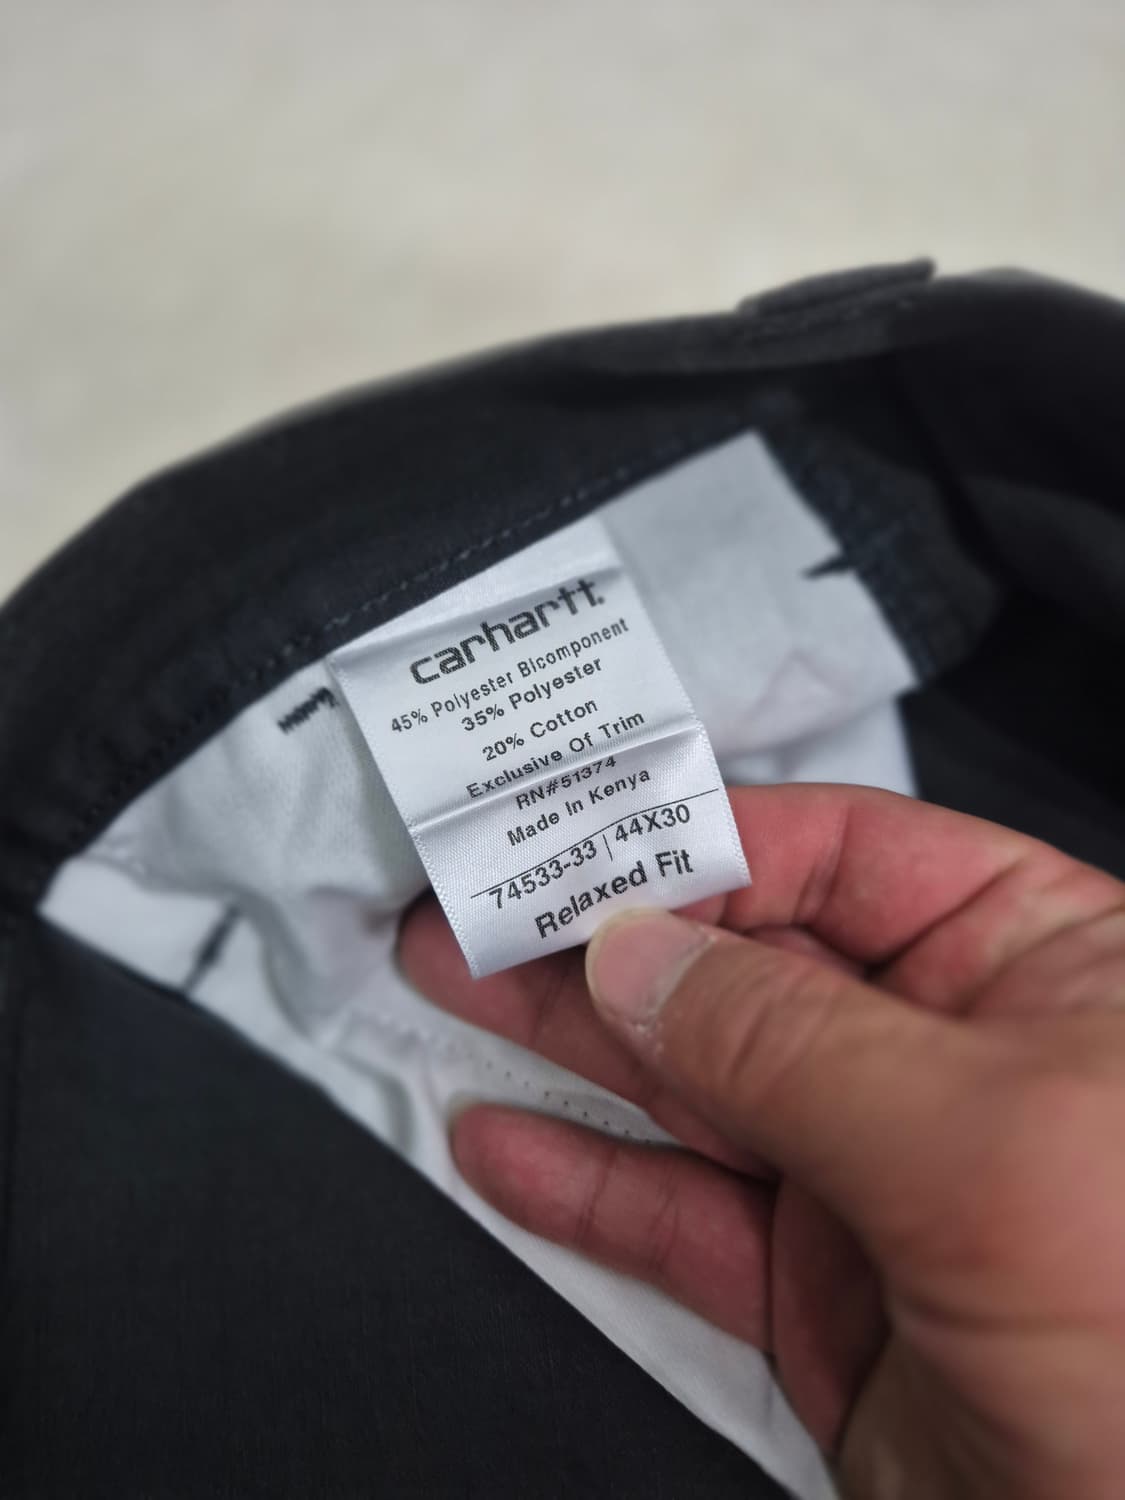 carhartt.
45% Polyester Bicomponent
35% Polyester
20% Cotton
Exclusive Of Trim
RN#51374
Made In Kenya
74533-33 | 44X30
Relaxed Fit